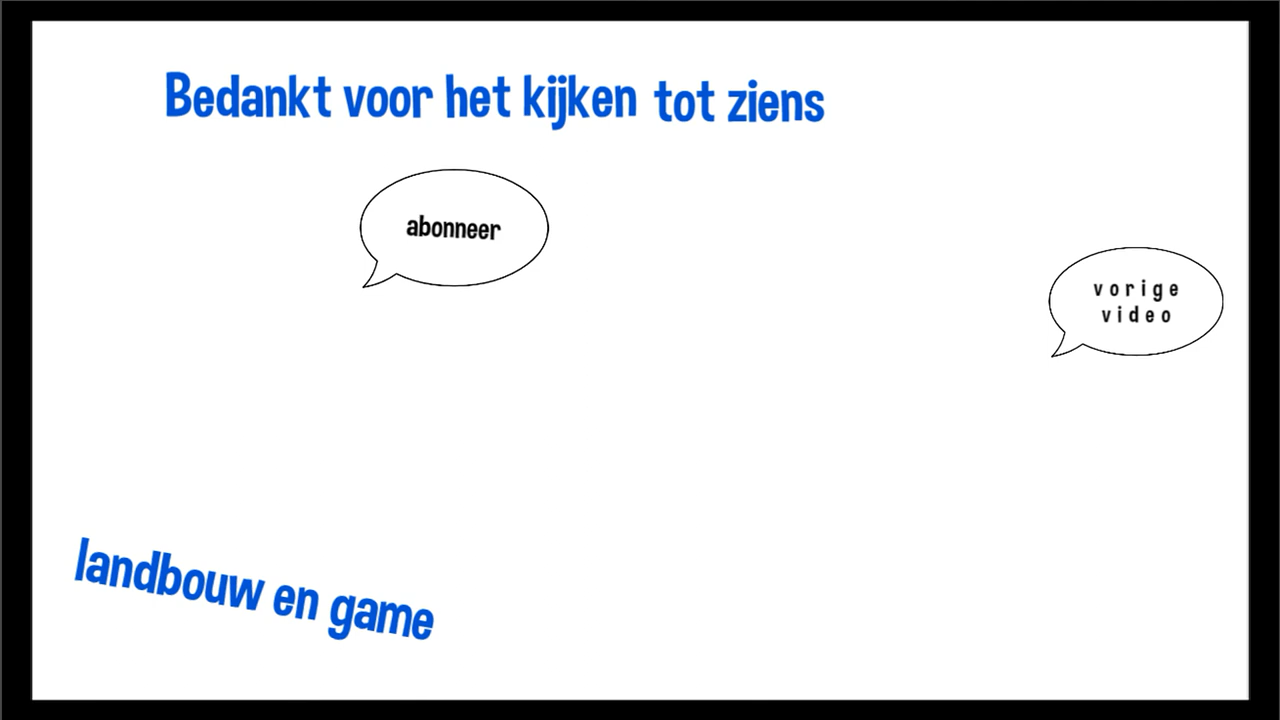 Bedankt voor het kijken tot ziens
abonneer
vorige
video
landbouw en game